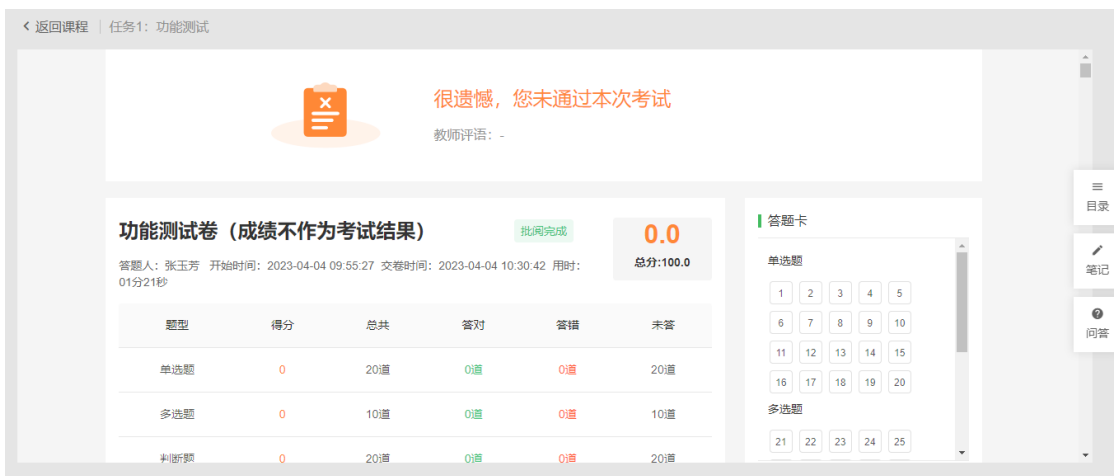 返回课程 任务1：功能测试
很遗憾，您未通过本次考试
教师评语：-
目录
笔记
问答
功能测试卷（成绩不作为考试结果）
批阅完成
0.0
总分:100.0
答题人：张玉芳 开始时间：2023-04-04 09:55:27 交卷时间：2023-04-04 10:30:42 用时：
01分21秒
题型 得分 总共 答对 答错 未答
单选题 0 20道 0道 0道 20道
多选题 0 10道 0道 0道 10道
判断题 0 20道 0道 0道 20道
答题卡
单选题
1 2 3 4 5
6 7 8 9 10
11 12 13 14 15
16 17 18 19 20
多选题
21 22 23 24 25